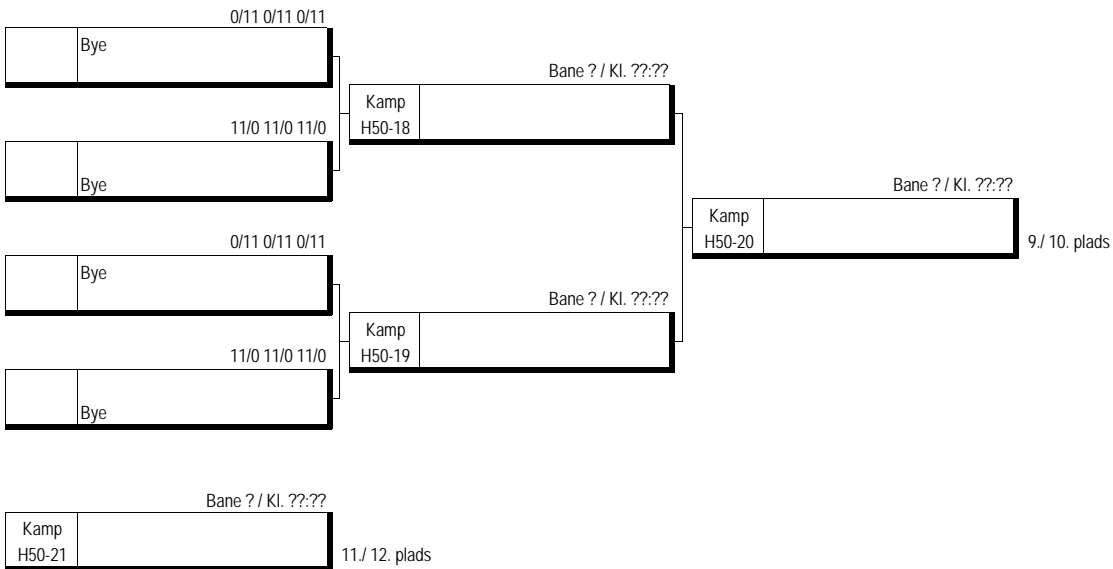 0/11 0/11 0/11
Bye
Bane ? / Kl. ??:??
Kamp
H50-18
11/0 11/0 11/0
Bye
Bane ? / Kl. ??:??
Kamp
H50-20
9./ 10. plads
0/11 0/11 0/11
Bye
Bane ? / Kl. ??:??
Kamp
H50-19
11/0 11/0 11/0
Bye
Bane ? / Kl. ??:??
Kamp
H50-21
11./ 12. plads